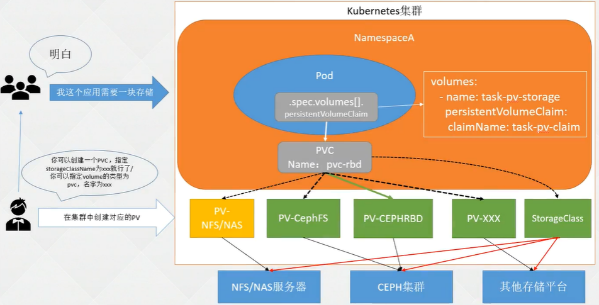 Kubernetes集群
NamespaceA
明白
我这个应用需要一块存储
Pod
.spec.volumes[].
persistentVolumeClaim
volumes:
- name: task-pv-storage
persistentVolumeClaim:
claimName: task-pv-claim
PVC
Name: pvc-rbd
你可以创建一个PVC，指定
storageClassName为xxx就行了/
你可以指定volume的类型为
pvc，名字为xxx
在集群中创建对应的PV
PV-
NFS/NAS
PV-CephFS
PV-CEPHRBD
PV-XXX
StorageClass
NFS/NAS服务器
CEPH集群
其他存储平台